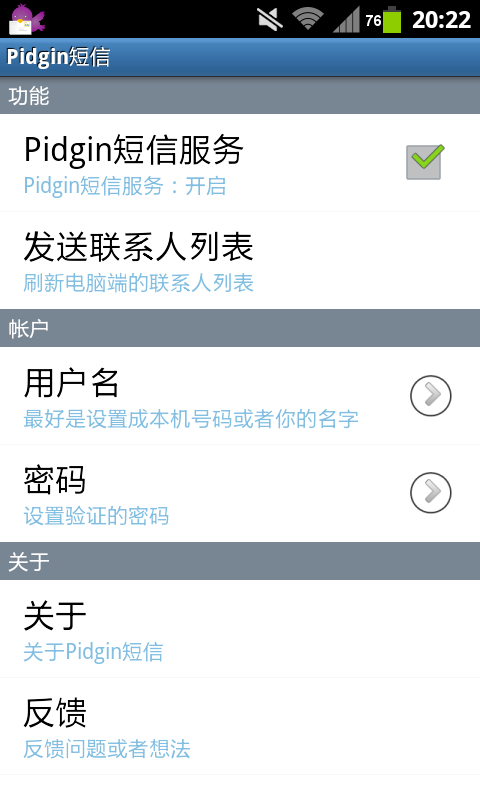 76 20:22
Pidgin短信
功能
Pidgin短信服务
Pidgin短信服务：开启
发送联系人列表
刷新电脑端的联系人列表
帐户
用户名
最好是设置成本机号码或者你的名字
密码
设置验证的密码
关于
关于
关于Pidgin短信
反馈
反馈问题或者想法